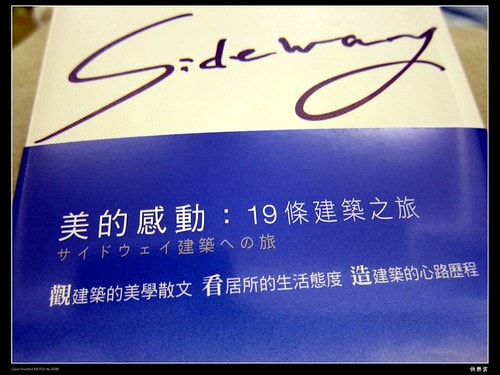 Sideway
美的感動：19條建築之旅
サイドウェイ建築への旅
觀建築的美學散文 看居所的生活態度 造建築的心路歷程